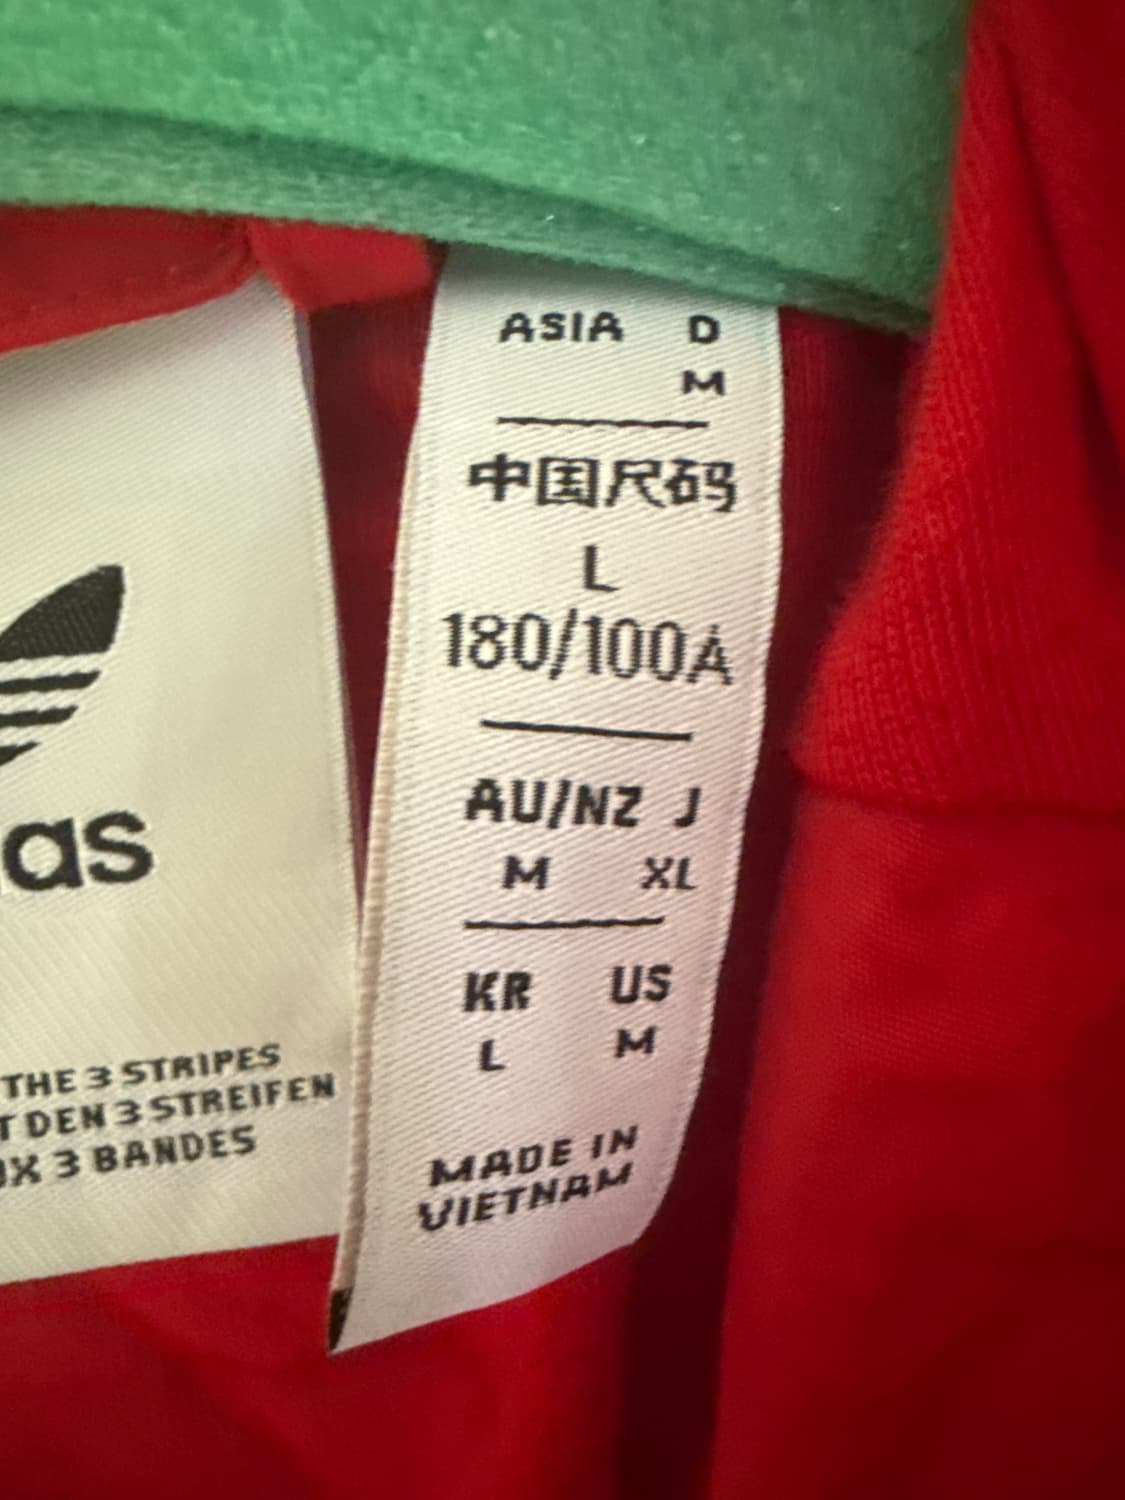 as
THE 3 STRIPES
T DEN 3 STREIFEN
3 BANDES
ASIA D
M
中国尺码
L
180/100A
AU/NZ J
M XL
KR US
L M
MADE IN
VIETNAM